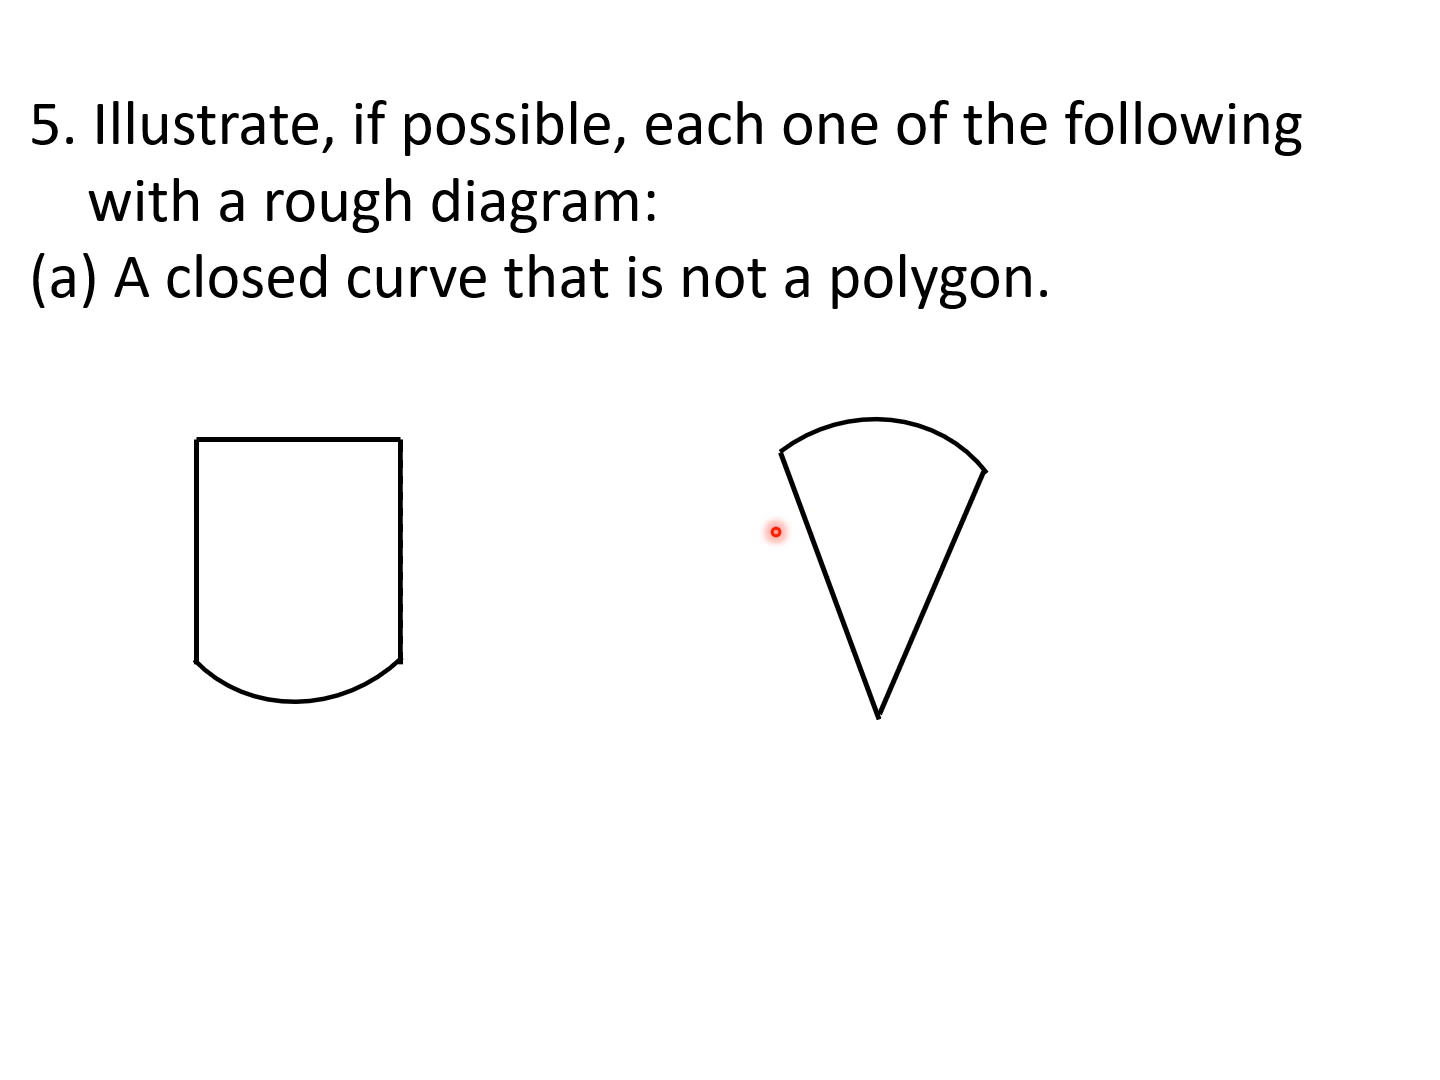 5. Illustrate, if possible, each one of the following
with a rough diagram:
(a) A closed curve that is not a polygon.